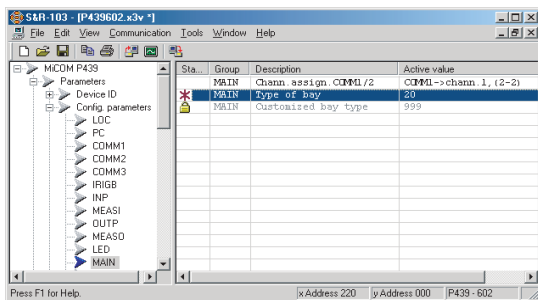 S&R-103 - [P439602.x3v *]
File Edit View Communication Tools Window Help
MiCOM P439
Parameters
Device ID
Config. parameters
LOC
PC
COMM1
COMM2
COMM3
IRIGB
INP
MEASI
OUTP
MEASO
LED
MAIN
Sta... Group Description Active value
MAIN Chann.assign.COMM1/2 COMM1->chann.1,(2-2)
MAIN Type of bay 20
MAIN Customized bay type 999
Press F1 for Help. x Address 220 y Address 000 P439 - 602